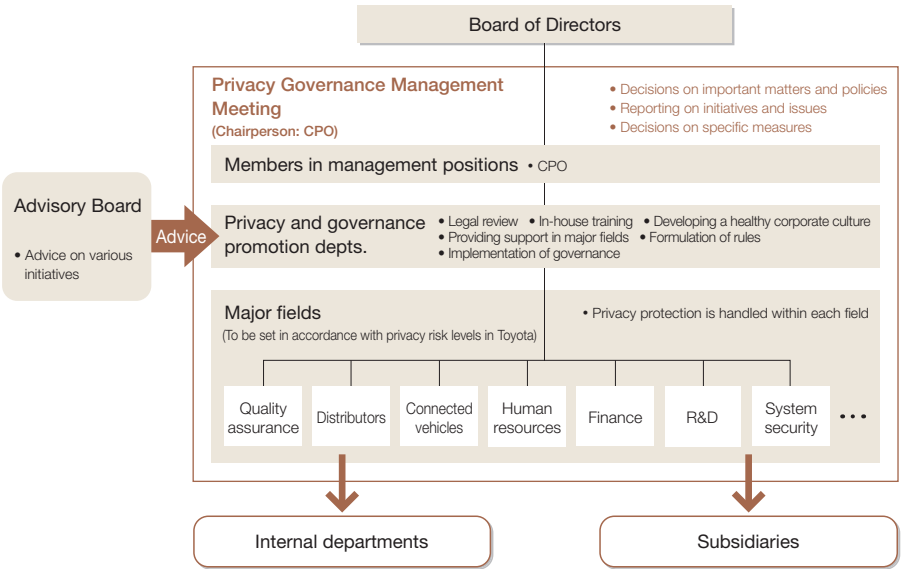 Board of Directors
Privacy Governance Management
Meeting
(Chairperson: CPO)
• Decisions on important matters and policies
• Reporting on initiatives and issues
• Decisions on specific measures
Members in management positions • CPO
Advisory Board
• Advice on various
initiatives
Advice
Privacy and governance
promotion depts.
• Legal review • In-house training • Developing a healthy corporate culture
• Providing support in major fields • Formulation of rules
• Implementation of governance
Major fields
(To be set in accordance with privacy risk levels in Toyota)
• Privacy protection is handled within each field
Quality
assurance
Distributors
Connected
vehicles
Human
resources
Finance
R&D
System
security
•••
Internal departments
Subsidiaries